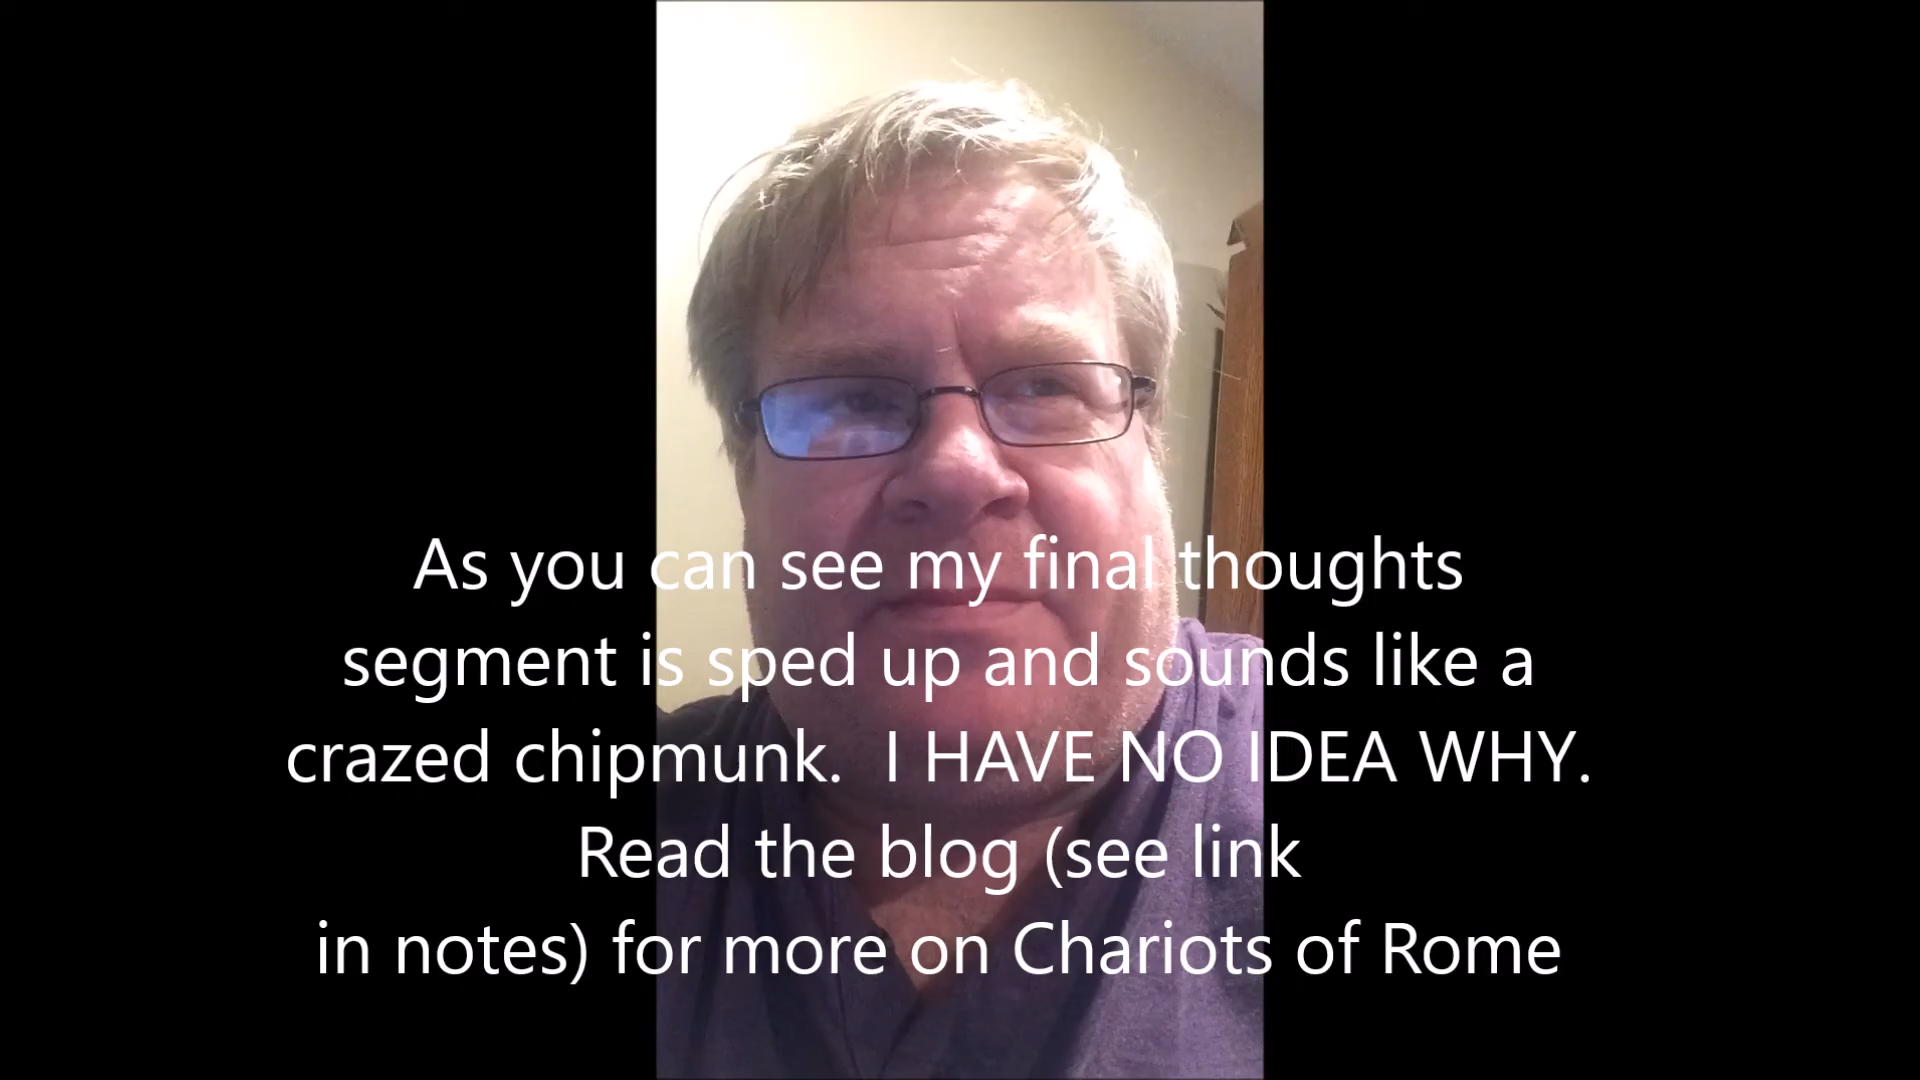 As you can see my final thoughts
segment is sped up and sounds like a
crazed chipmunk.  I HAVE NO IDEA WHY.
Read the blog (see link
in notes) for more on Chariots of Rome